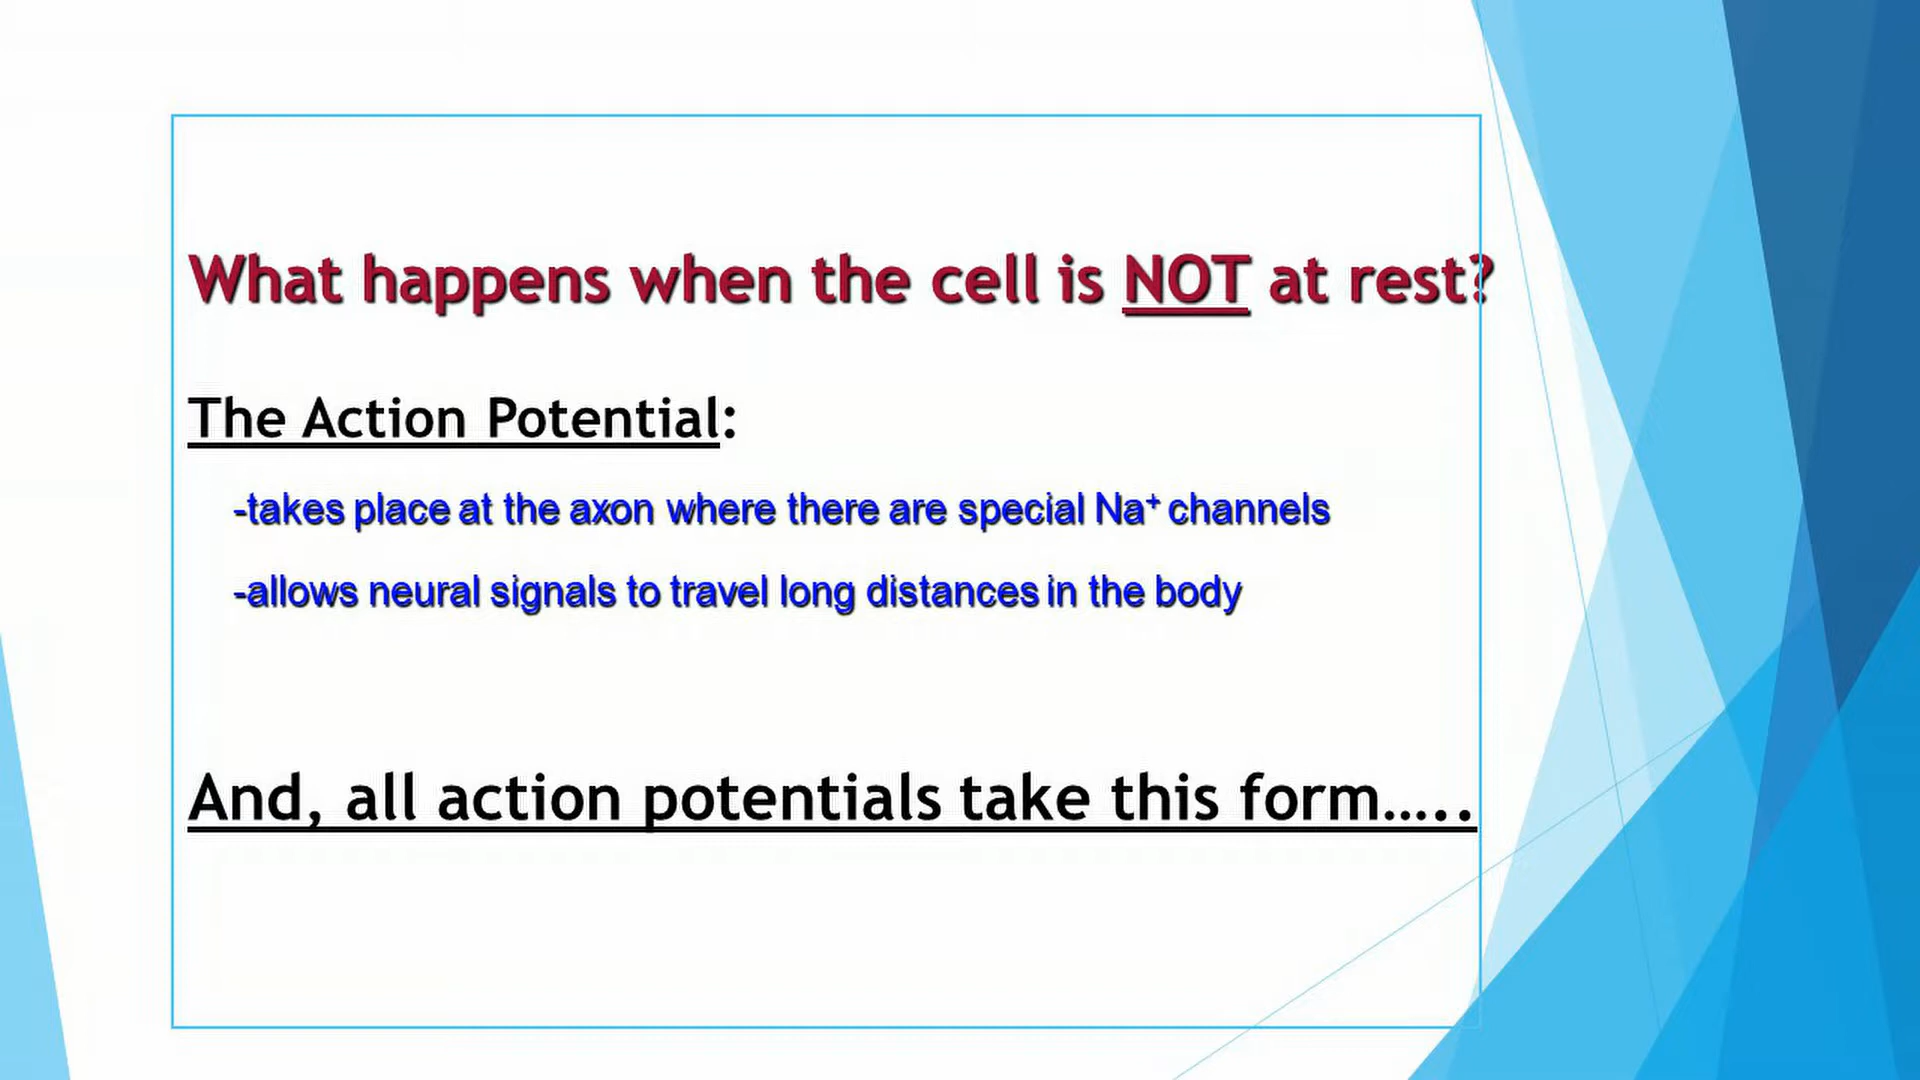 What happens when the cell is NOT at rest?
The Action Potential:
-takes place at the axon where there are special Na⁺ channels
-allows neural signals to travel long distances in the body
And, all action potentials take this form…..